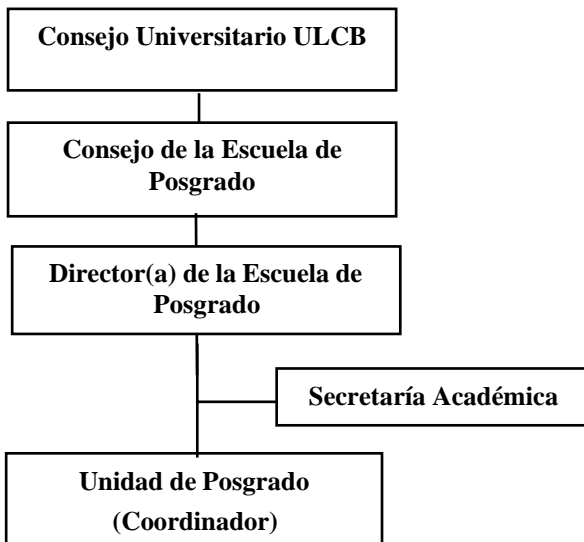 Consejo Universitario ULCB
Consejo de la Escuela de
Posgrado
Director(a) de la Escuela de
Posgrado
Secretaría Académica
Unidad de Posgrado
(Coordinador)